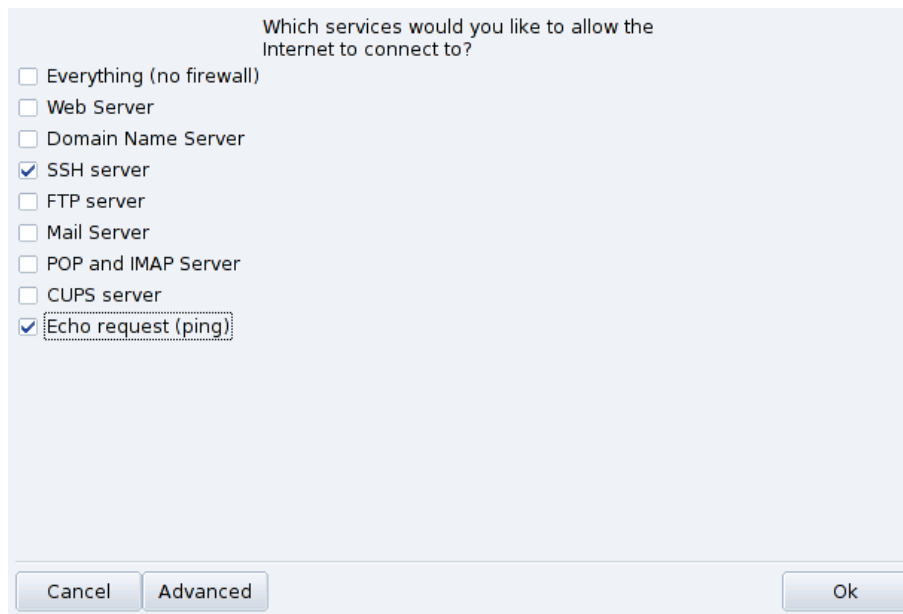 Which services would you like to allow the
Internet to connect to?
Everything (no firewall)
Web Server
Domain Name Server
SSH server
FTP server
Mail Server
POP and IMAP Server
CUPS server
Echo request (ping)
Cancel
Advanced
Ok